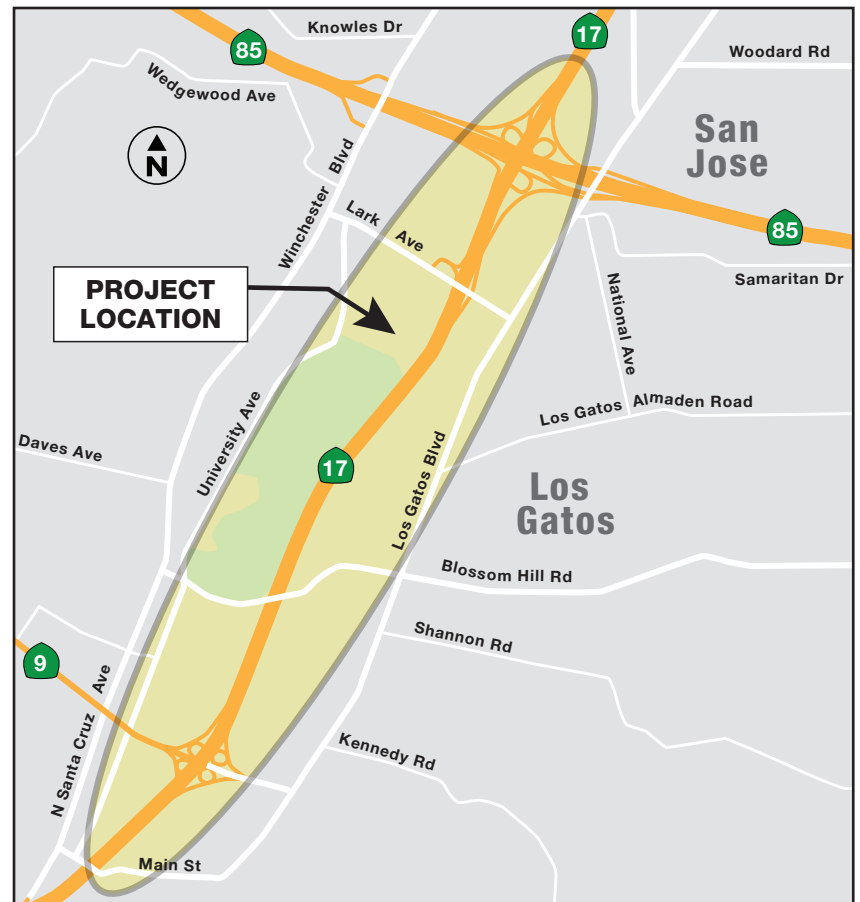 Knowles Dr
17
85
Woodard Rd
Wedgewood Ave
San
Jose
N
Winchester Blvd
Lark Ave
85
PROJECT
LOCATION
National Ave
Samaritan Dr
University Ave
Los Gatos Almaden Road
Daves Ave
17
Los Gatos Blvd
Los
Gatos
Blossom Hill Rd
Shannon Rd
9
N Santa Cruz Ave
Kennedy Rd
Main St